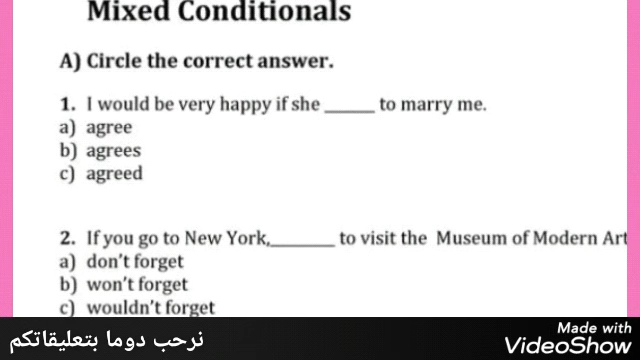 Mixed Conditionals
A) Circle the correct answer.
1. I would be very happy if she _____ to marry me.
a) agree
b) agrees
c) agreed
2. If you go to New York,______ to visit the Museum of Modern Art
a) don't forget
b) won't forget
c) wouldn't forget
نرحب دوما بتعليقاتكم
Made with
VideoShow